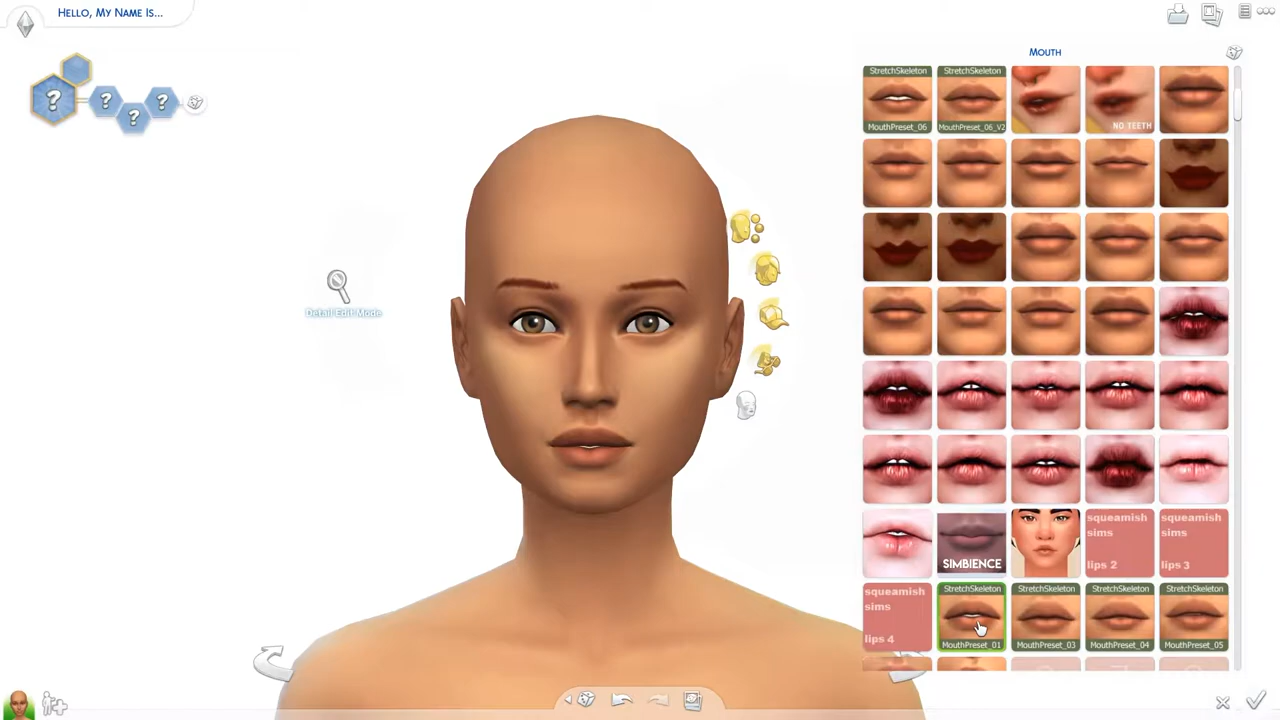 Hello, My Name Is...
Mouth
StretchSkeleton
MouthPreset_06
StretchSkeleton
MouthPreset_06_V2
NO TEETH
?
?
?
?
Detail Edit Mode
SIMBIENCE
squeamish
sims
lips 2
squeamish
sims
lips 3
squeamish
sims
lips 4
StretchSkeleton
MouthPreset_01
StretchSkeleton
MouthPreset_03
StretchSkeleton
MouthPreset_04
StretchSkeleton
MouthPreset_05